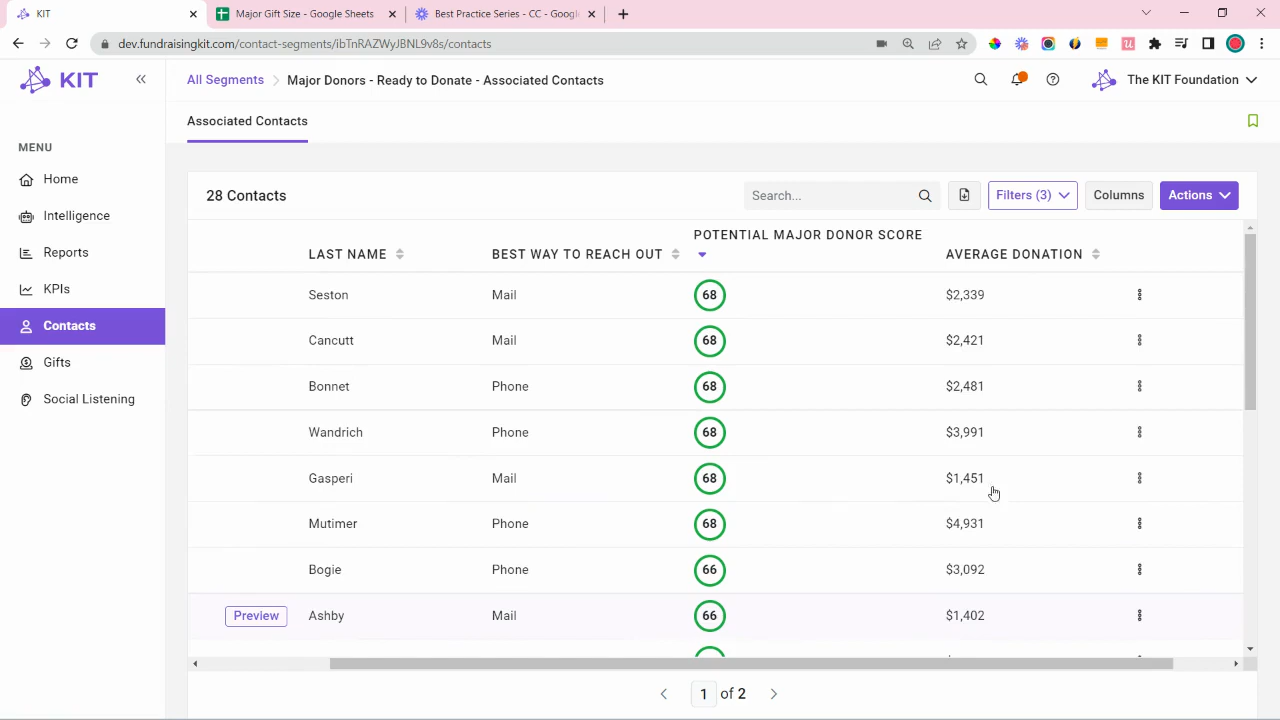 KIT
Major Gift Size - Google Sheets
Best Practice Series - CC - Googl
dev.fundraisingkit.com/contact-segments/ibTnRAZWyJBNLb6s8s/contacts
KIT
All Segments
Major Donors - Ready to Donate - Associated Contacts
The KIT Foundation
Associated Contacts
MENU
Home
Intelligence
Reports
KPIs
Contacts
Gifts
Social Listening
28 Contacts
Search...
Filters (3)
Columns
Actions
LAST NAME
BEST WAY TO REACH OUT
POTENTIAL MAJOR DONOR SCORE
AVERAGE DONATION
Seston Mail 68 $2,339
Cancutt Mail 68 $2,421
Bonnet Phone 68 $2,481
Wandrich Phone 68 $3,991
Gasperi Mail 68 $1,451
Mutimer Phone 68 $4,931
Bogie Phone 66 $3,092
Preview Ashby Mail 66 $1,402
1 of 2